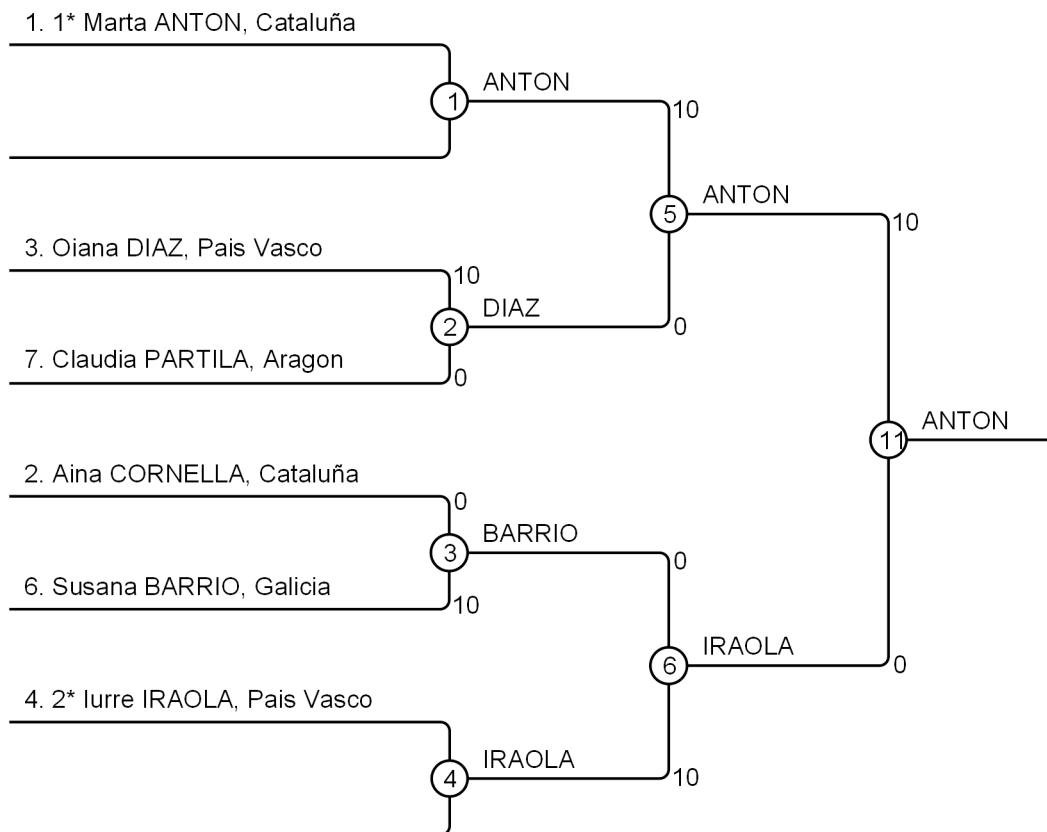 1. 1* Marta ANTON, Cataluña
1
ANTON
10
5
ANTON
10
3. Oiana DIAZ, Pais Vasco
10
2
DIAZ
0
7. Claudia PARTILA, Aragon
0
11
ANTON
2. Aina CORNELLA, Cataluña
0
3
BARRIO
0
6. Susana BARRIO, Galicia
10
6
IRAOLA
0
4. 2* Iurre IRAOLA, Pais Vasco
4
IRAOLA
10